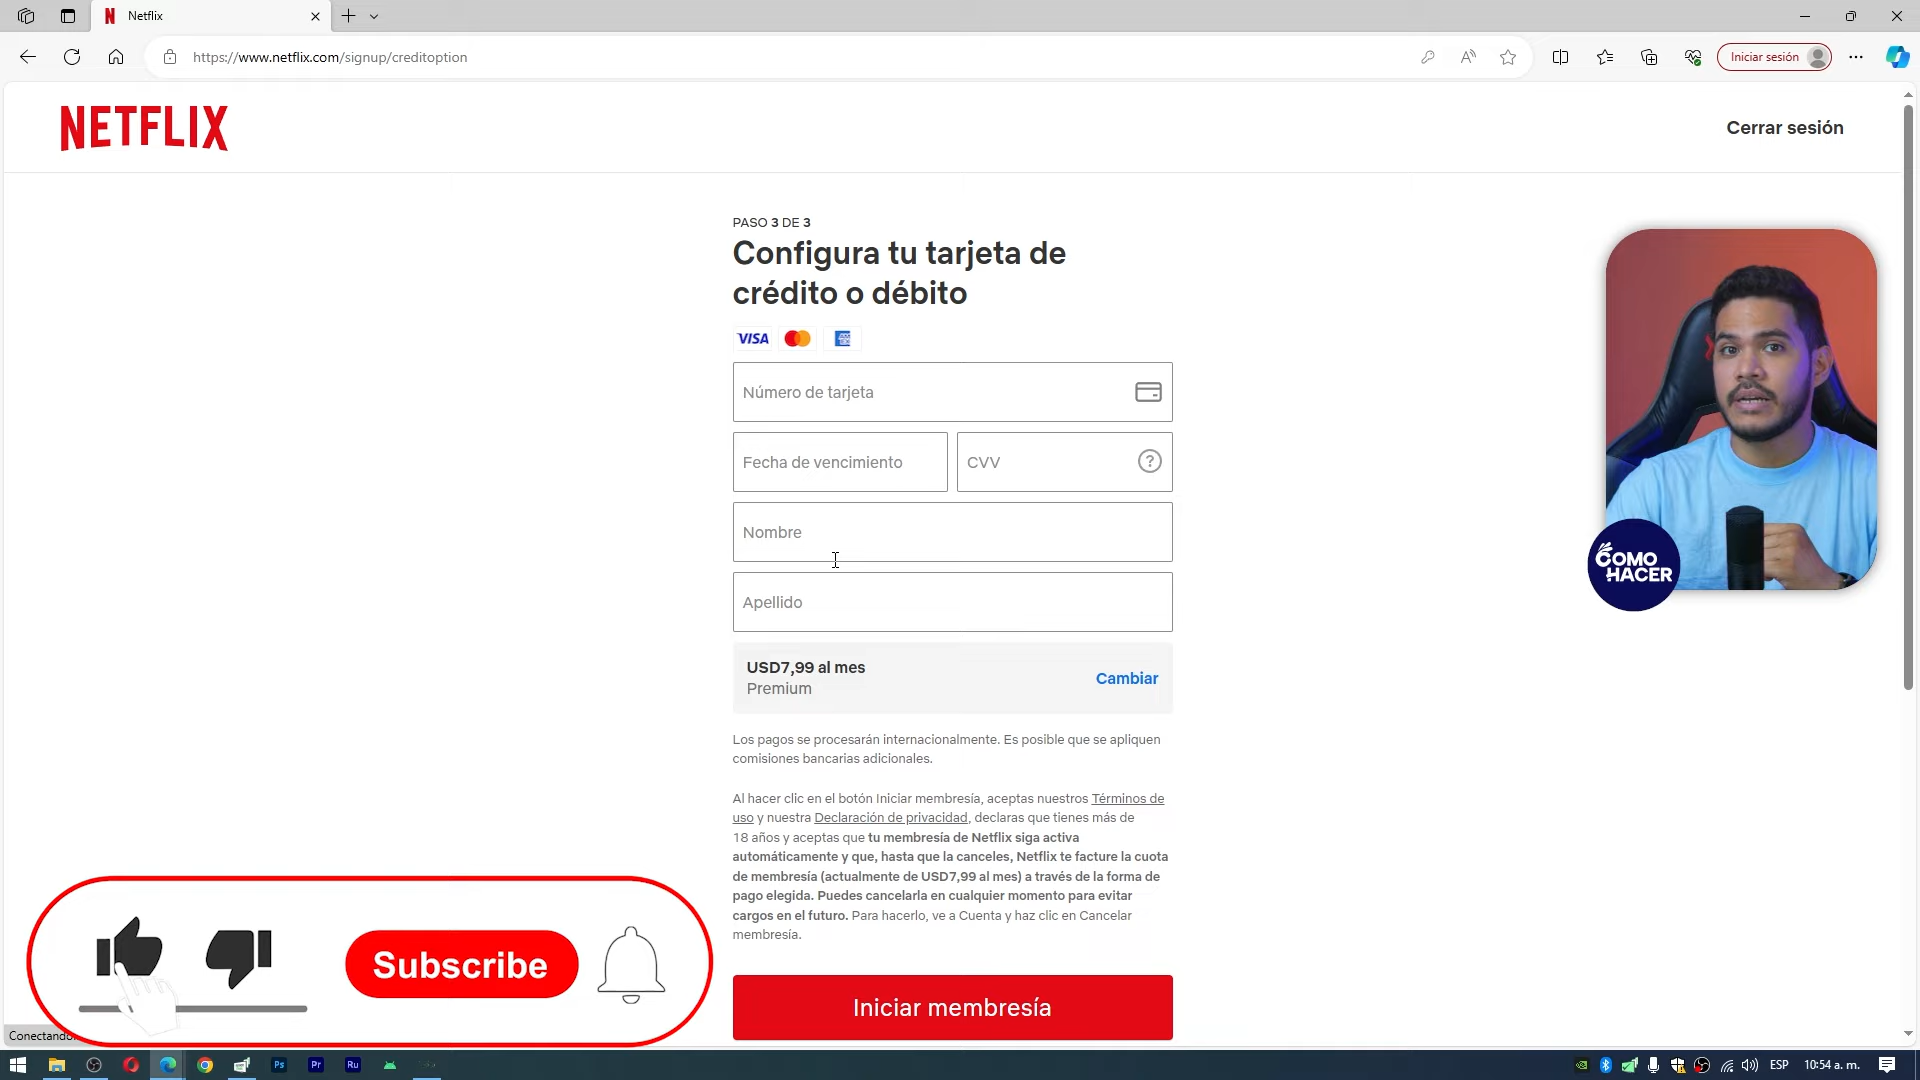 Netflix
https://www.netflix.com/signup/creditoption
Iniciar sesión
NETFLIX
Cerrar sesión
PASO 3 DE 3
Configura tu tarjeta de
crédito o débito
VISA
Número de tarjeta
Fecha de vencimiento
CVV
Nombre
Apellido
USD7,99 al mes
Premium
Cambiar
Los pagos se procesarán internacionalmente. Es posible que se apliquen
comisiones bancarias adicionales.
Al hacer clic en el botón Iniciar membresía, aceptas nuestros Términos de
uso y nuestra Declaración de privacidad, declaras que tienes más de
18 años y aceptas que tu membresía de Netflix siga activa
automáticamente y que, hasta que la canceles, Netflix te facture la cuota
de membresía (actualmente de USD7,99 al mes) a través de la forma de
pago elegida. Puedes cancelarla en cualquier momento para evitar
cargos en el futuro. Para hacerlo, ve a Cuenta y haz clic en Cancelar
membresía.
Iniciar membresía
COMO
HACER
Subscribe
Conectando
Ps
Pr
Ru
ESP
10:54 a. m.